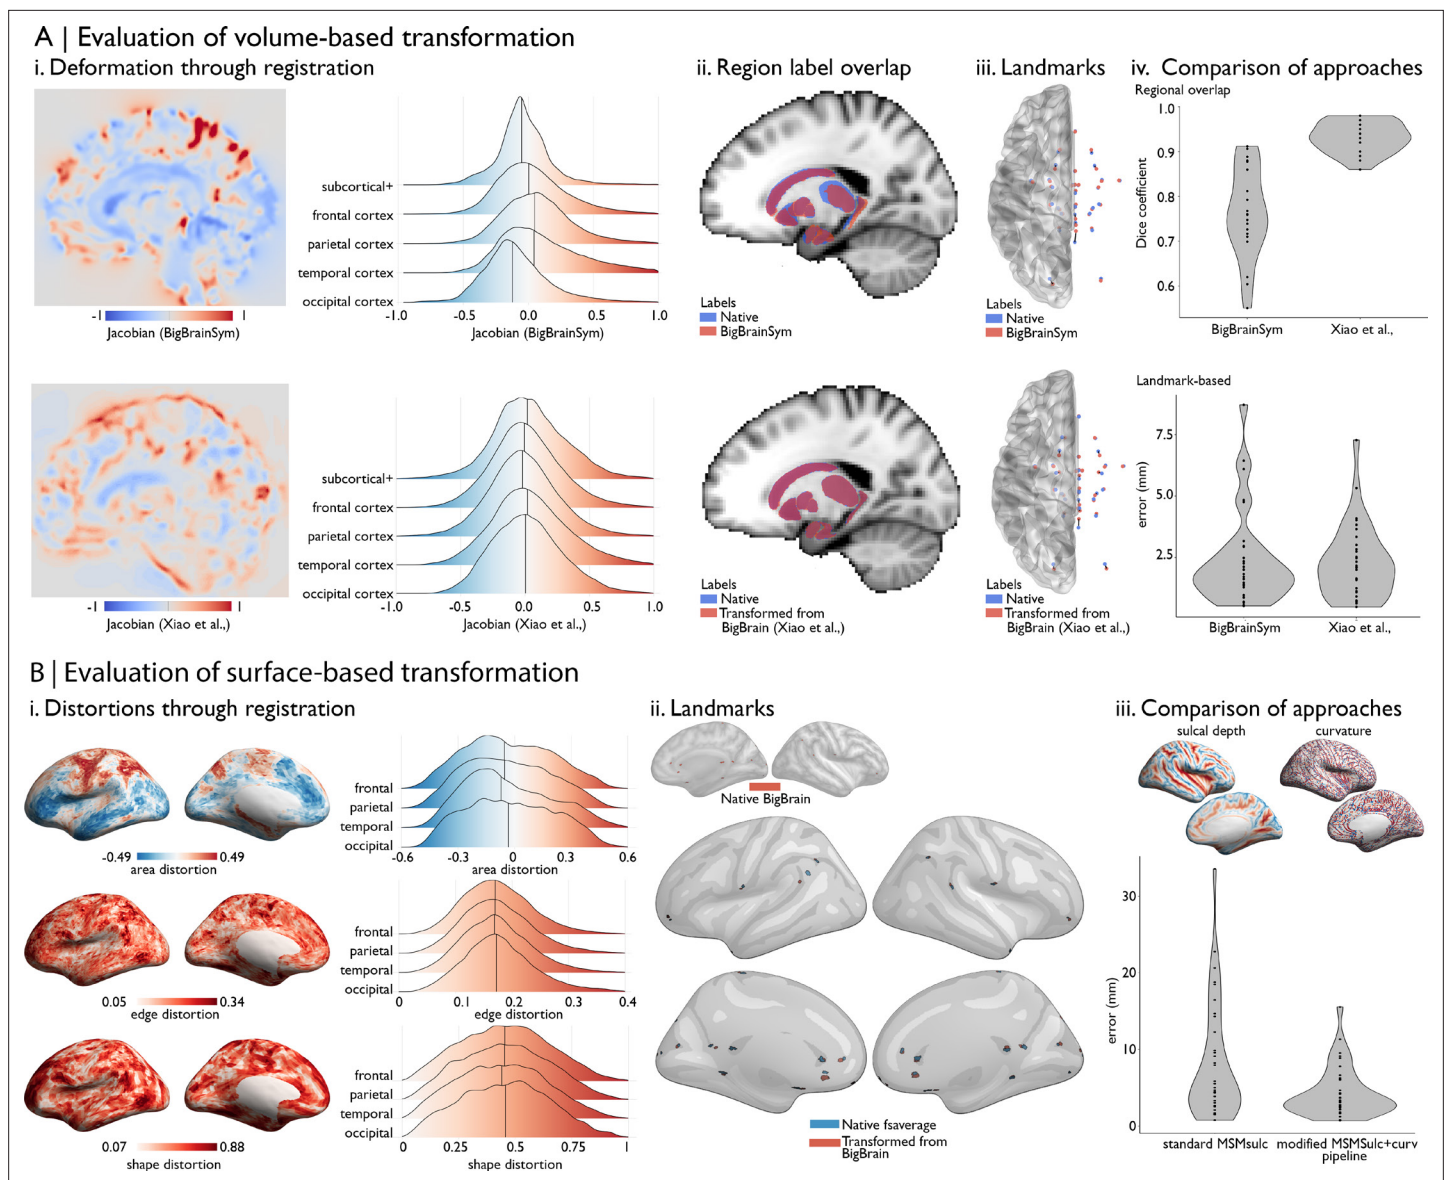 A | Evaluation of volume-based transformation
i. Deformation through registration
ii. Region label overlap
iii. Landmarks
iv. Comparison of approaches
Regional overlap
subcortical+
frontal cortex
parietal cortex
temporal cortex
occipital cortex
-1.0 -0.5 0.0 0.5 1.0
Jacobian (BigBrainSym)
-1 1
Jacobian (BigBrainSym)
Labels
Native
BigBrainSym
Labels
Native
BigBrainSym
1.0
0.9
0.8
0.7
0.6
Dice coefficient
BigBrainSym Xiao et al.,
subcortical+
frontal cortex
parietal cortex
temporal cortex
occipital cortex
-1.0 -0.5 0.0 0.5 1.0
Jacobian (Xiao et al.,)
-1 1
Jacobian (Xiao et al.,)
Labels
Native
Transformed from
BigBrain (Xiao et al.,)
Labels
Native
Transformed from
BigBrain (Xiao et al.,)
Landmark-based
7.5
5.0
2.5
error (mm)
BigBrainSym Xiao et al.,
B | Evaluation of surface-based transformation
i. Distortions through registration
ii. Landmarks
iii. Comparison of approaches
-0.49 0.49
area distortion
frontal
parietal
temporal
occipital
-0.6 -0.3 0 0.3 0.6
area distortion
0.05 0.34
edge distortion
frontal
parietal
temporal
occipital
0 0.1 0.2 0.3 0.4
edge distortion
0.07 0.88
shape distortion
frontal
parietal
temporal
occipital
0 0.25 0.5 0.75 1
shape distortion
Native BigBrain
Native fsaverage
Transformed from
BigBrain
sulcal depth curvature
30
20
10
0
error (mm)
standard MSMsulc modified MSMSulc+curv
pipeline